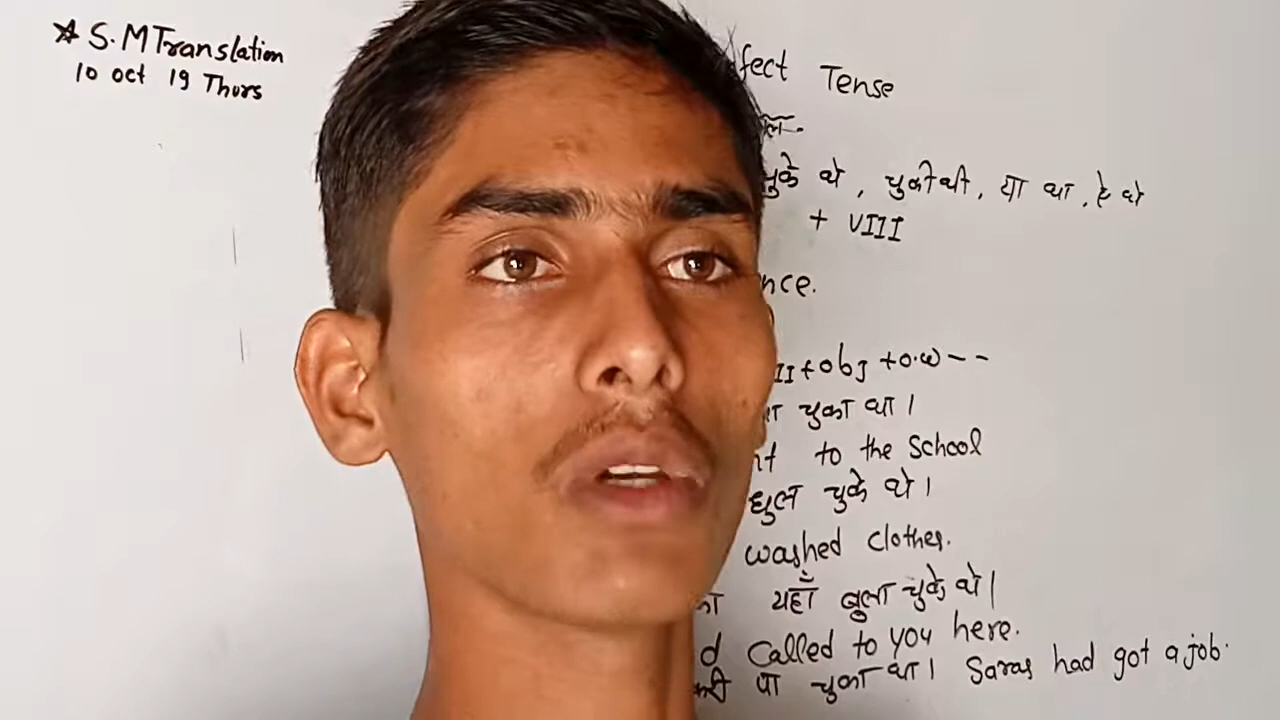 ☆ S.M Translation
10 oct 19 Thurs
fect Tense
चुके थे, चुकी थी, या था, ये थे
+ VIII
nce.
II + obj + o.w - -
चुका था।
to the School
धुल चुके थे।
washed clothes.
यहाँ बुला चुके थे।
d called to you here.
पा चुका था। Saras had got a job.